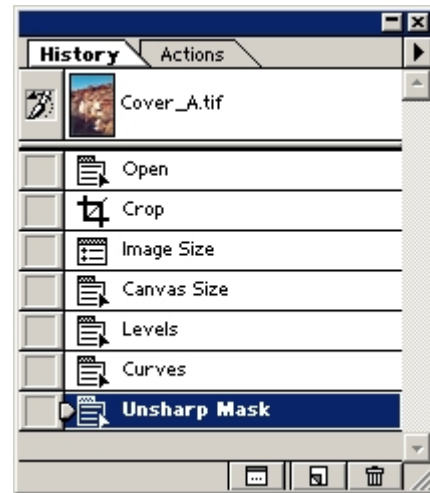 History Actions
Cover_A.tif
Open
Crop
Image Size
Canvas Size
Levels
Curves
Unsharp Mask